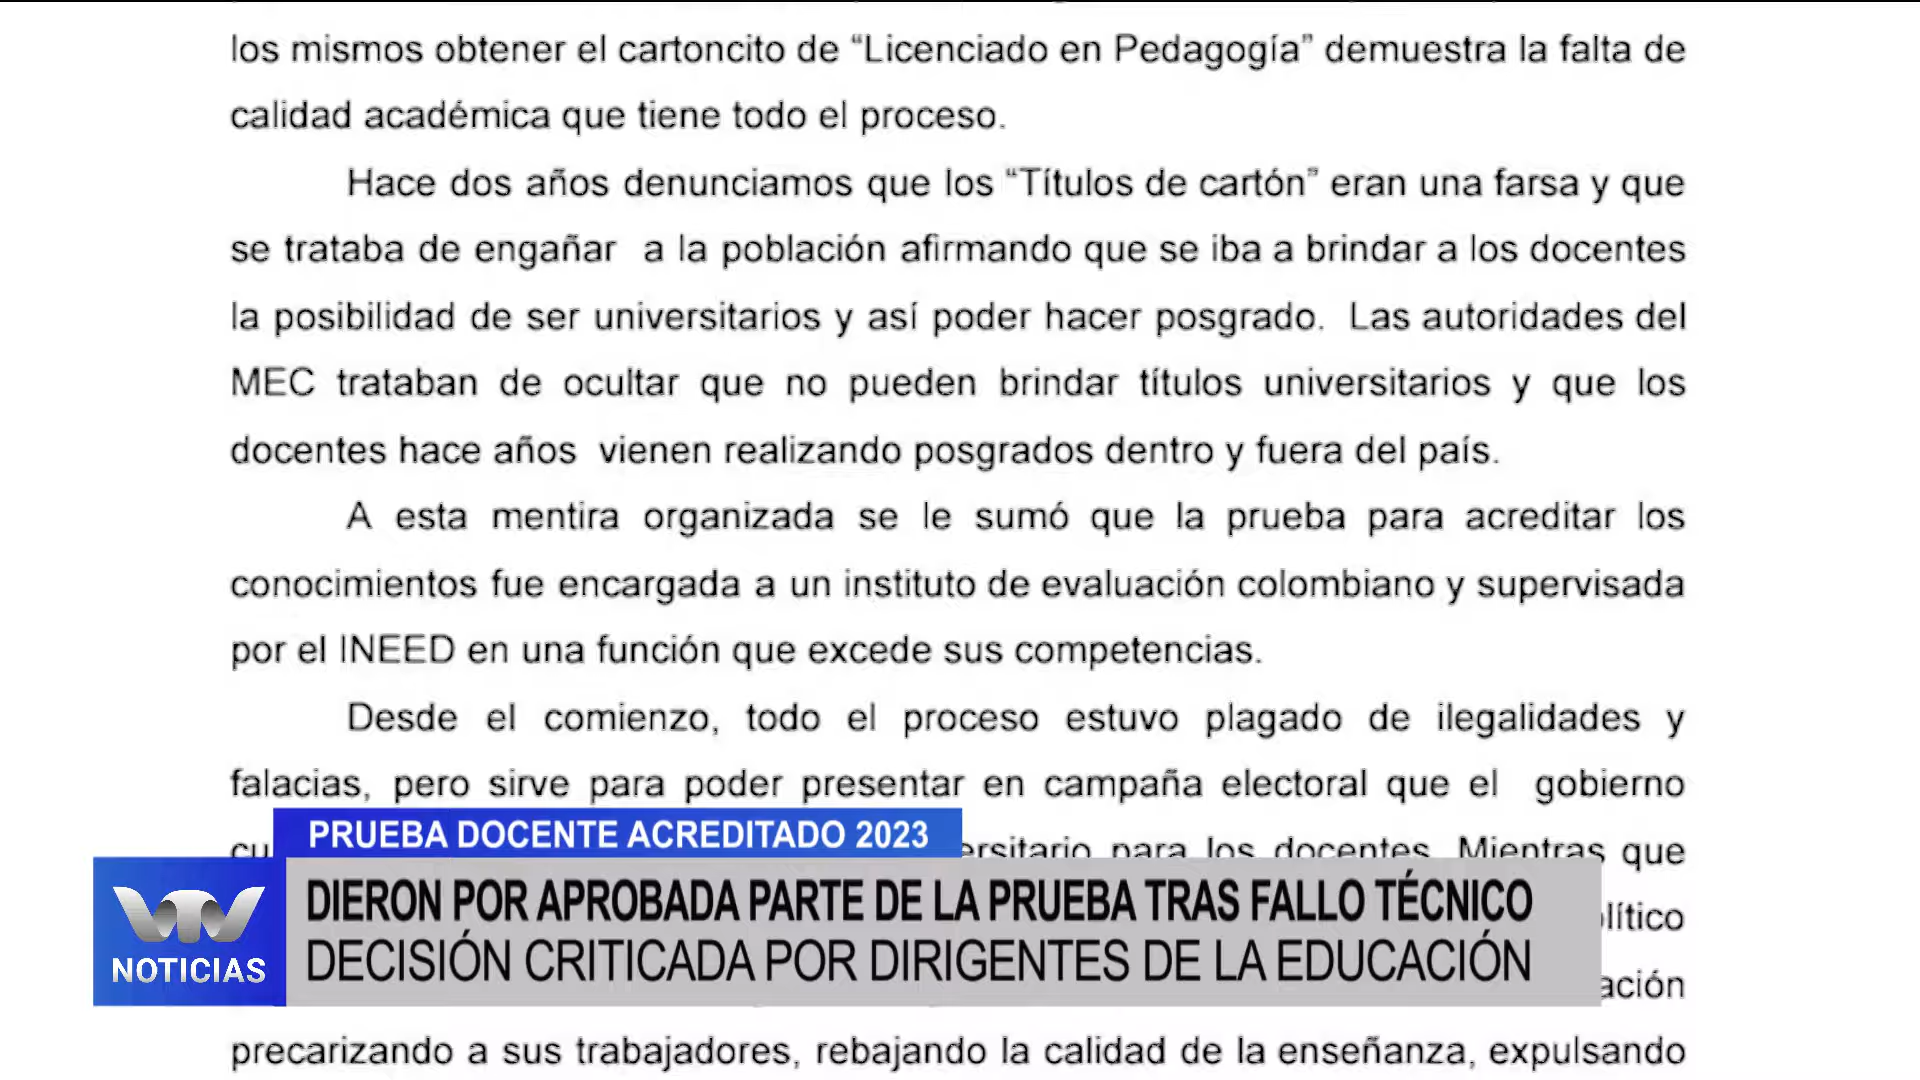 los mismos obtener el cartoncito de “Licenciado en Pedagogía” demuestra la falta de
calidad académica que tiene todo el proceso.
Hace dos años denunciamos que los “Títulos de cartón” eran una farsa y que
se trataba de engañar a la población afirmando que se iba a brindar a los docentes
la posibilidad de ser universitarios y así poder hacer posgrado. Las autoridades del
MEC trataban de ocultar que no pueden brindar títulos universitarios y que los
docentes hace años vienen realizando posgrados dentro y fuera del país.
A esta mentira organizada se le sumó que la prueba para acreditar los
conocimientos fue encargada a un instituto de evaluación colombiano y supervisada
por el INEED en una función que excede sus competencias.
Desde el comienzo, todo el proceso estuvo plagado de ilegalidades y
falacias, pero sirve para poder presentar en campaña electoral que el gobierno
para los docentes. Mientras que
precarizando a sus trabajadores, rebajando la calidad de la enseñanza, expulsando
PRUEBA DOCENTE ACREDITADO 2023
DIERON POR APROBADA PARTE DE LA PRUEBA TRAS FALLO TÉCNICO
DECISIÓN CRITICADA POR DIRIGENTES DE LA EDUCACIÓN
VTV
NOTICIAS